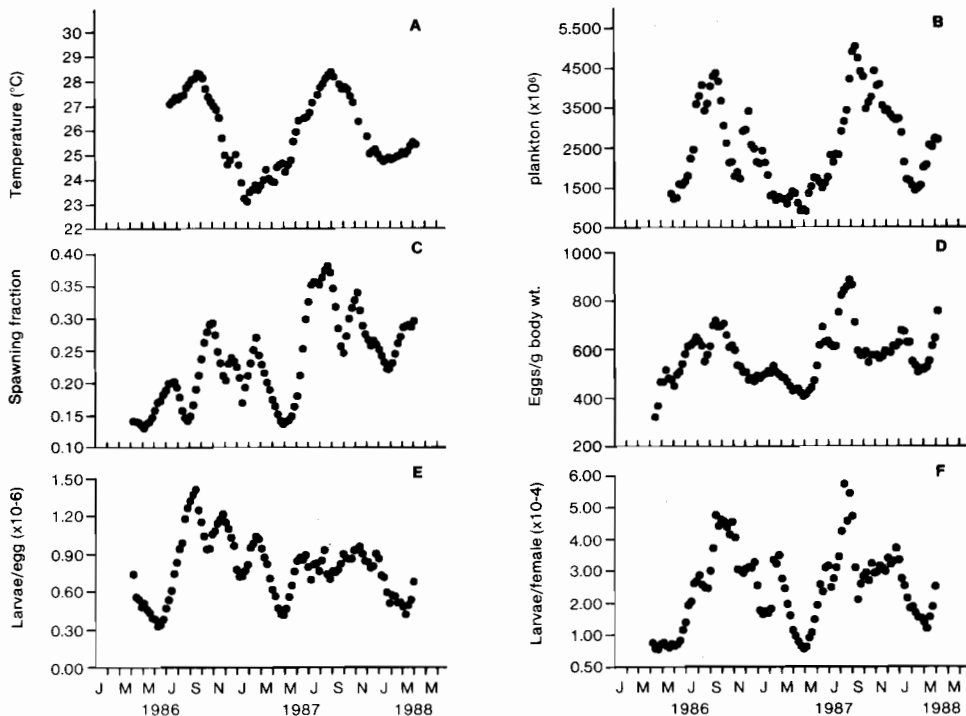 A
Temperature (°C)
30
29
28
27
26
25
24
23
22
B
plankton (x10⁶)
5.500
4500
3500
2500
1500
500
C
Spawning fraction
0.40
0.35
0.30
0.25
0.20
0.15
0.10
D
Eggs/g body wt.
1000
800
600
400
200
E
Larvae/egg (x10-6)
1.50
1.20
0.90
0.60
0.30
0.00
J M M J S N J M M J S N J M M
1986 1987 1988
F
Larvae/female (x10-4)
6.00
5.00
4.00
3.00
2.00
1.00
0.50
J M M J S N J M M J S N J M M
1986 1987 1988